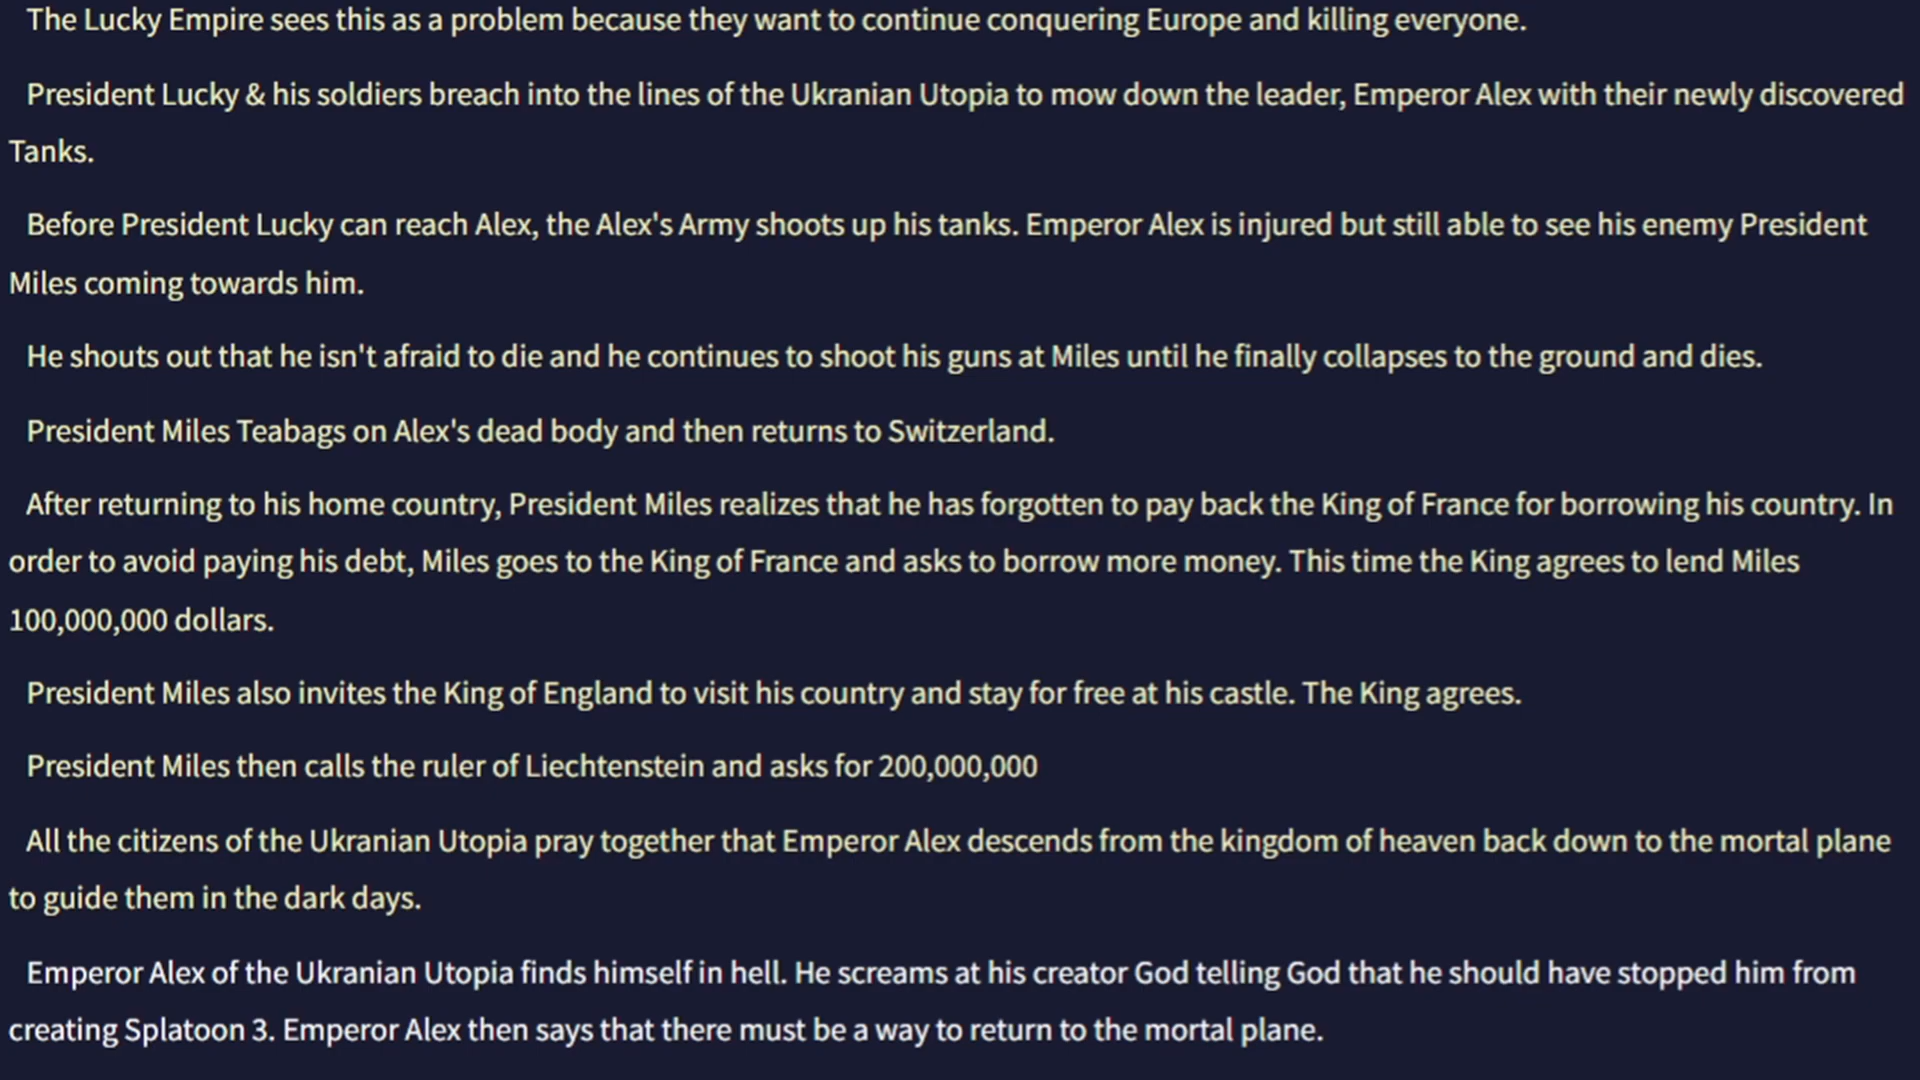 The Lucky Empire sees this as a problem because they want to continue conquering Europe and killing everyone.
President Lucky & his soldiers breach into the lines of the Ukranian Utopia to mow down the leader, Emperor Alex with their newly discovered
Tanks.
Before President Lucky can reach Alex, the Alex's Army shoots up his tanks. Emperor Alex is injured but still able to see his enemy President
Miles coming towards him.
He shouts out that he isn't afraid to die and he continues to shoot his guns at Miles until he finally collapses to the ground and dies.
President Miles Teabags on Alex's dead body and then returns to Switzerland.
After returning to his home country, President Miles realizes that he has forgotten to pay back the King of France for borrowing his country. In
order to avoid paying his debt, Miles goes to the King of France and asks to borrow more money. This time the King agrees to lend Miles
100,000,000 dollars.
President Miles also invites the King of England to visit his country and stay for free at his castle. The King agrees.
President Miles then calls the ruler of Liechtenstein and asks for 200,000,000
All the citizens of the Ukranian Utopia pray together that Emperor Alex descends from the kingdom of heaven back down to the mortal plane
to guide them in the dark days.
Emperor Alex of the Ukranian Utopia finds himself in hell. He screams at his creator God telling God that he should have stopped him from
creating Splatoon 3. Emperor Alex then says that there must be a way to return to the mortal plane.